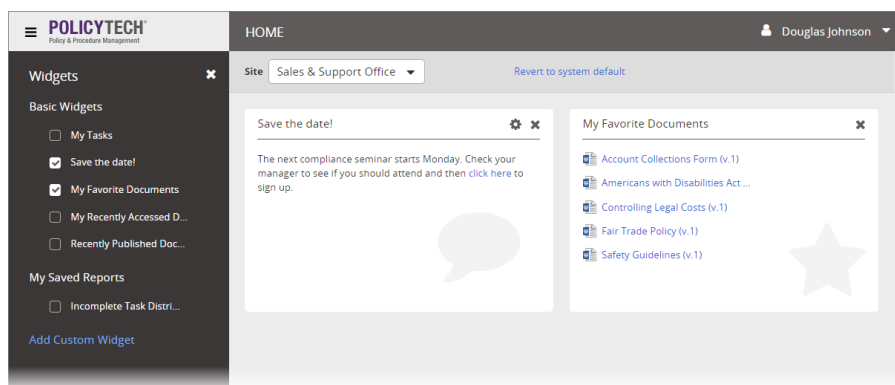 POLICYTECH
Policy & Procedure Management
HOME
Douglas Johnson
Widgets
Site
Sales & Support Office
Revert to system default
Basic Widgets
My Tasks
Save the date!
My Favorite Documents
My Recently Accessed D...
Recently Published Doc...
My Saved Reports
Incomplete Task Distri...
Add Custom Widget
Save the date!
The next compliance seminar starts Monday. Check your
manager to see if you should attend and then click here to
sign up.
My Favorite Documents
Account Collections Form (v.1)
Americans with Disabilities Act ...
Controlling Legal Costs (v.1)
Fair Trade Policy (v.1)
Safety Guidelines (v.1)